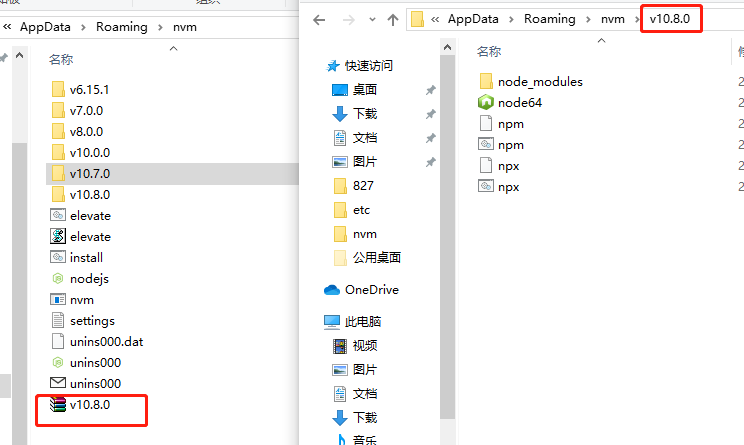 AppData > Roaming > nvm
名称
v6.15.1
v7.0.0
v8.0.0
v10.0.0
v10.7.0
v10.8.0
elevate
elevate
install
nodejs
nvm
settings
unins000.dat
unins000
unins000
v10.8.0
AppData > Roaming > nvm > v10.8.0
快速访问
桌面
下载
文档
图片
827
etc
nvm
公用桌面
OneDrive
此电脑
视频
图片
文档
下载
音乐
名称
node_modules
node64
npm
npm
npx
npx